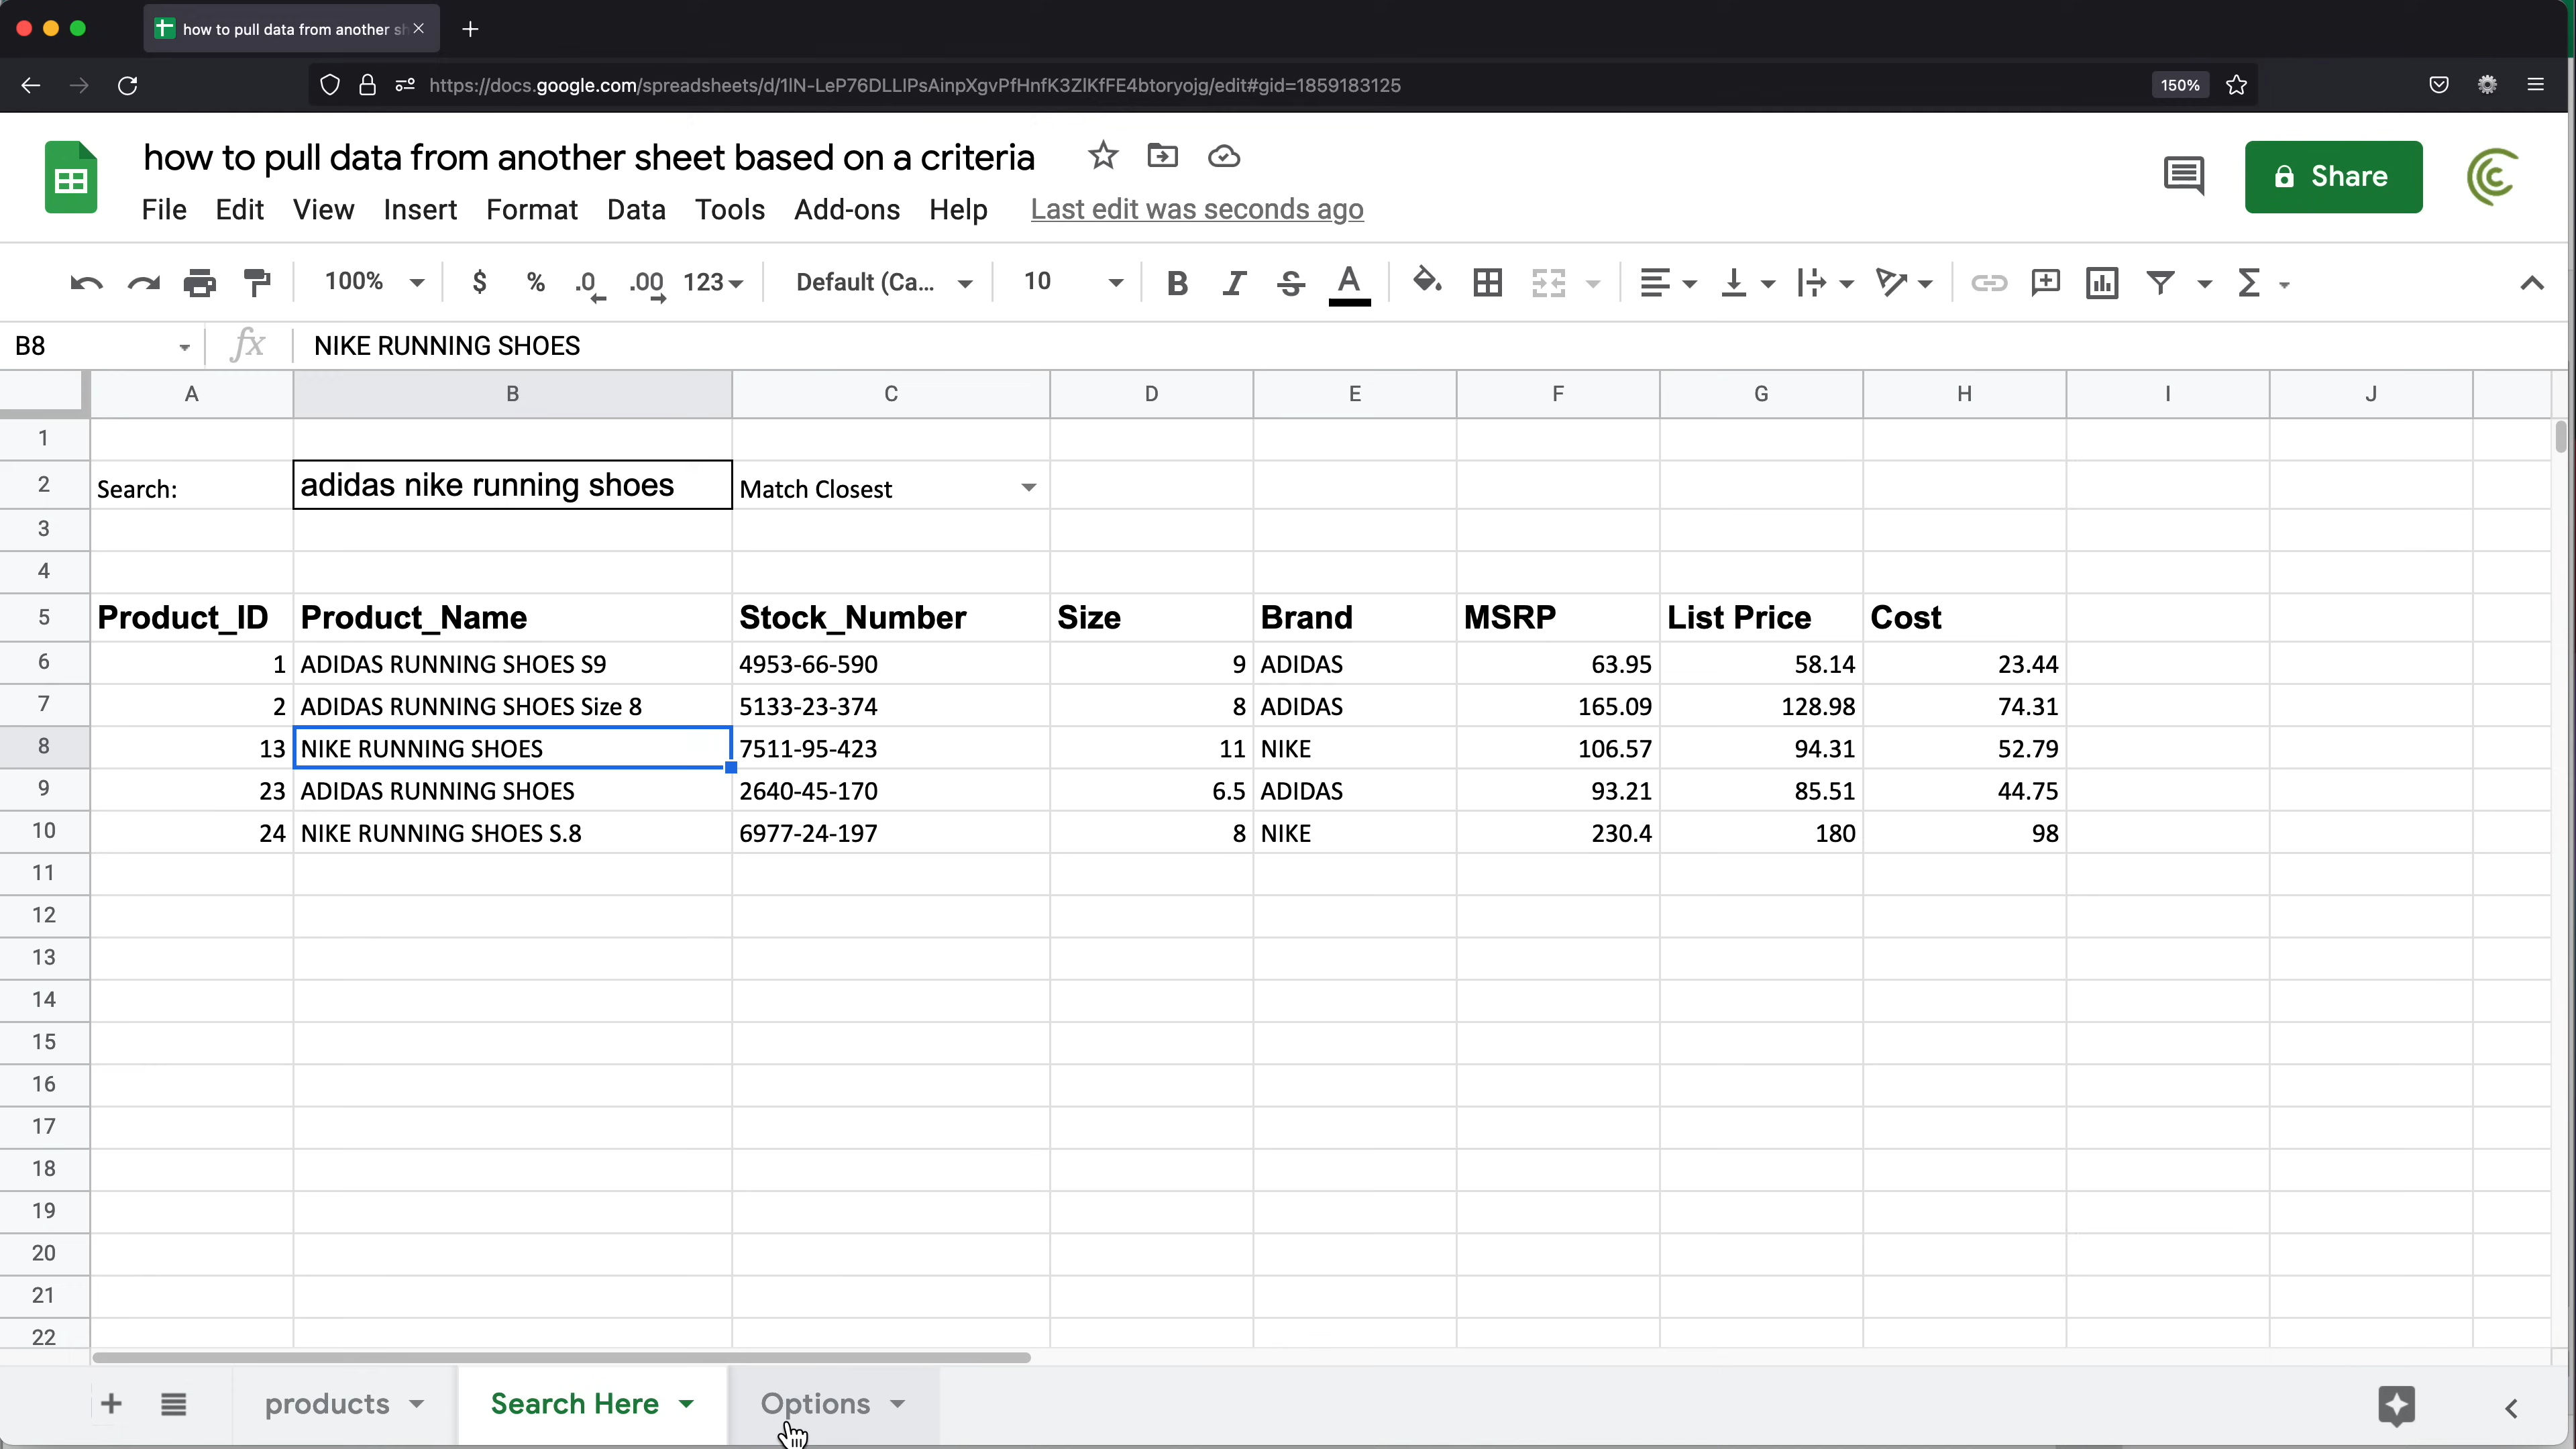 how to pull data from another sh
https://docs.google.com/spreadsheets/d/1lN-LeP76DLLlPsAinpXgvPfHnfK3ZlKfFE4btoryojg/edit#gid=1859183125
150%
how to pull data from another sheet based on a criteria
File Edit View Insert Format Data Tools Add-ons Help Last edit was seconds ago
Share
100% $ % .0 .00 123 Default (Ca... 10 B I S A
B8 fx NIKE RUNNING SHOES
A B C D E F G H I J
1
2 Search: adidas nike running shoes Match Closest
3
4
5 Product_ID Product_Name Stock_Number Size Brand MSRP List Price Cost
6 1 ADIDAS RUNNING SHOES S9 4953-66-590 9 ADIDAS 63.95 58.14 23.44
7 2 ADIDAS RUNNING SHOES Size 8 5133-23-374 8 ADIDAS 165.09 128.98 74.31
8 13 NIKE RUNNING SHOES 7511-95-423 11 NIKE 106.57 94.31 52.79
9 23 ADIDAS RUNNING SHOES 2640-45-170 6.5 ADIDAS 93.21 85.51 44.75
10 24 NIKE RUNNING SHOES S.8 6977-24-197 8 NIKE 230.4 180 98
11
12
13
14
15
16
17
18
19
20
21
22
products Search Here Options